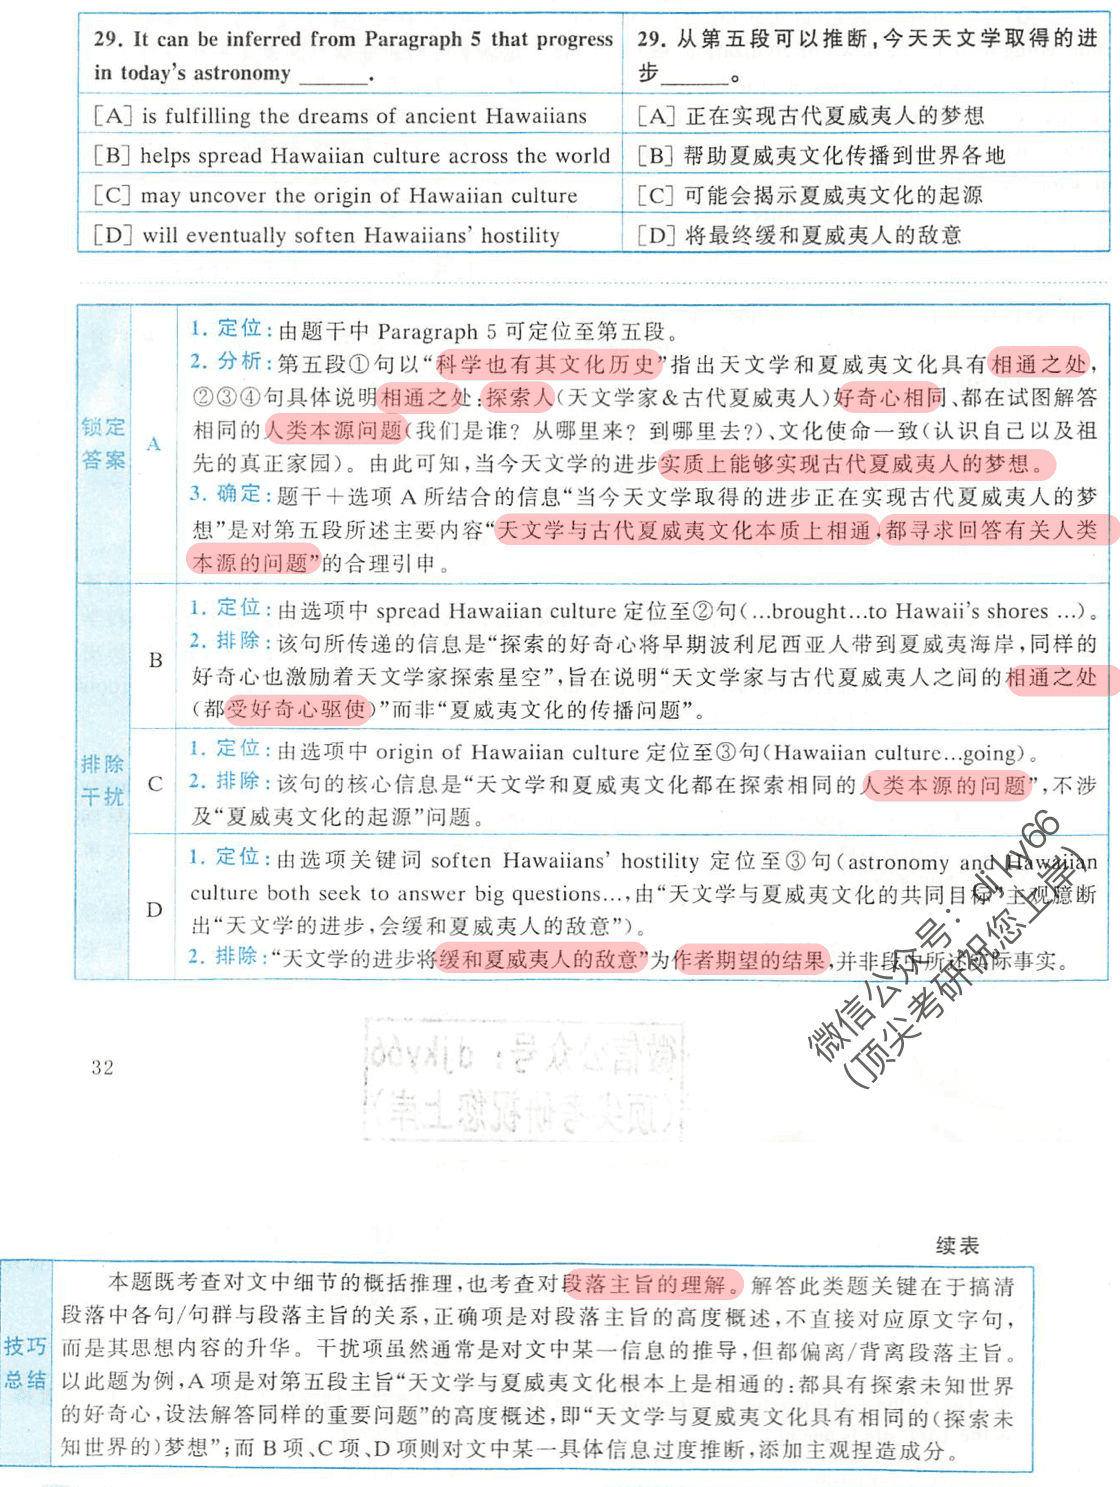 29. It can be inferred from Paragraph 5 that progress
in today's astronomy ______.
29. 从第五段可以推断,今天天文学取得的进
步______。
[A] is fulfilling the dreams of ancient Hawaiians
[A] 正在实现古代夏威夷人的梦想
[B] helps spread Hawaiian culture across the world
[B] 帮助夏威夷文化传播到世界各地
[C] may uncover the origin of Hawaiian culture
[C] 可能会揭示夏威夷文化的起源
[D] will eventually soften Hawaiians' hostility
[D] 将最终缓和夏威夷人的敌意
锁定
答案
A
1. 定位:由题干中 Paragraph 5 可定位至第五段。
2. 分析:第五段①句以“科学也有其文化历史”指出天文学和夏威夷文化具有相通之处,
②③④句具体说明相通之处:探索人(天文学家&古代夏威夷人)好奇心相同、都在试图解答
相同的人类本源问题(我们是谁? 从哪里来? 到哪里去?)、文化使命一致(认识自己以及祖
先的真正家园)。由此可知,当今天文学的进步实质上能够实现古代夏威夷人的梦想。
3. 确定:题干+选项 A 所结合的信息“当今天文学取得的进步正在实现古代夏威夷人的梦
想”是对第五段所述主要内容“天文学与古代夏威夷文化本质上相通,都寻求回答有关人类
本源的问题”的合理引申。
排除
干扰
B
1. 定位:由选项中 spread Hawaiian culture 定位至②句(...brought...to Hawaii's shores ...)。
2. 排除:该句所传递的信息是“探索的好奇心将早期波利尼西亚人带到夏威夷海岸,同样的
好奇心也激励着天文学家探索星空”,旨在说明“天文学家与古代夏威夷人之间的相通之处
(都受好奇心驱使)”而非“夏威夷文化的传播问题”。
C
1. 定位:由选项中 origin of Hawaiian culture 定位至③句(Hawaiian culture...going)。
2. 排除:该句的核心信息是“天文学和夏威夷文化都在探索相同的人类本源的问题”,不涉
及“夏威夷文化的起源”问题。
D
1. 定位:由选项关键词 soften Hawaiians' hostility 定位至③句(astronomy and Hawaiian
culture both seek to answer big questions...,由“天文学与夏威夷文化的共同目标”主观臆断
出“天文学的进步,会缓和夏威夷人的敌意”)。
2. 排除:“天文学的进步将缓和夏威夷人的敌意”为作者期望的结果,并非段中所述实际事实。
微信公众号:djky66
(顶尖考研祝您上岸)
32
微信公众号:djky66
(顶尖考研祝您上岸)
续表
技巧
总结
本题既考查对文中细节的概括推理,也考查对段落主旨的理解。解答此类题关键在于搞清
段落中各句/句群与段落主旨的关系,正确项是对段落主旨的高度概述,不直接对应原文字句,
而是其思想内容的升华。干扰项虽然通常是对文中某一信息的推导,但都偏离/背离段落主旨。
以此题为例,A 项是对第五段主旨“天文学与夏威夷文化根本上是相通的:都具有探索未知世界
的好奇心,设法解答同样的重要问题”的高度概述,即“天文学与夏威夷文化具有相同的(探索未
知世界的)梦想”;而 B 项、C 项、D 项则对文中某一具体信息过度推断,添加主观捏造成分。